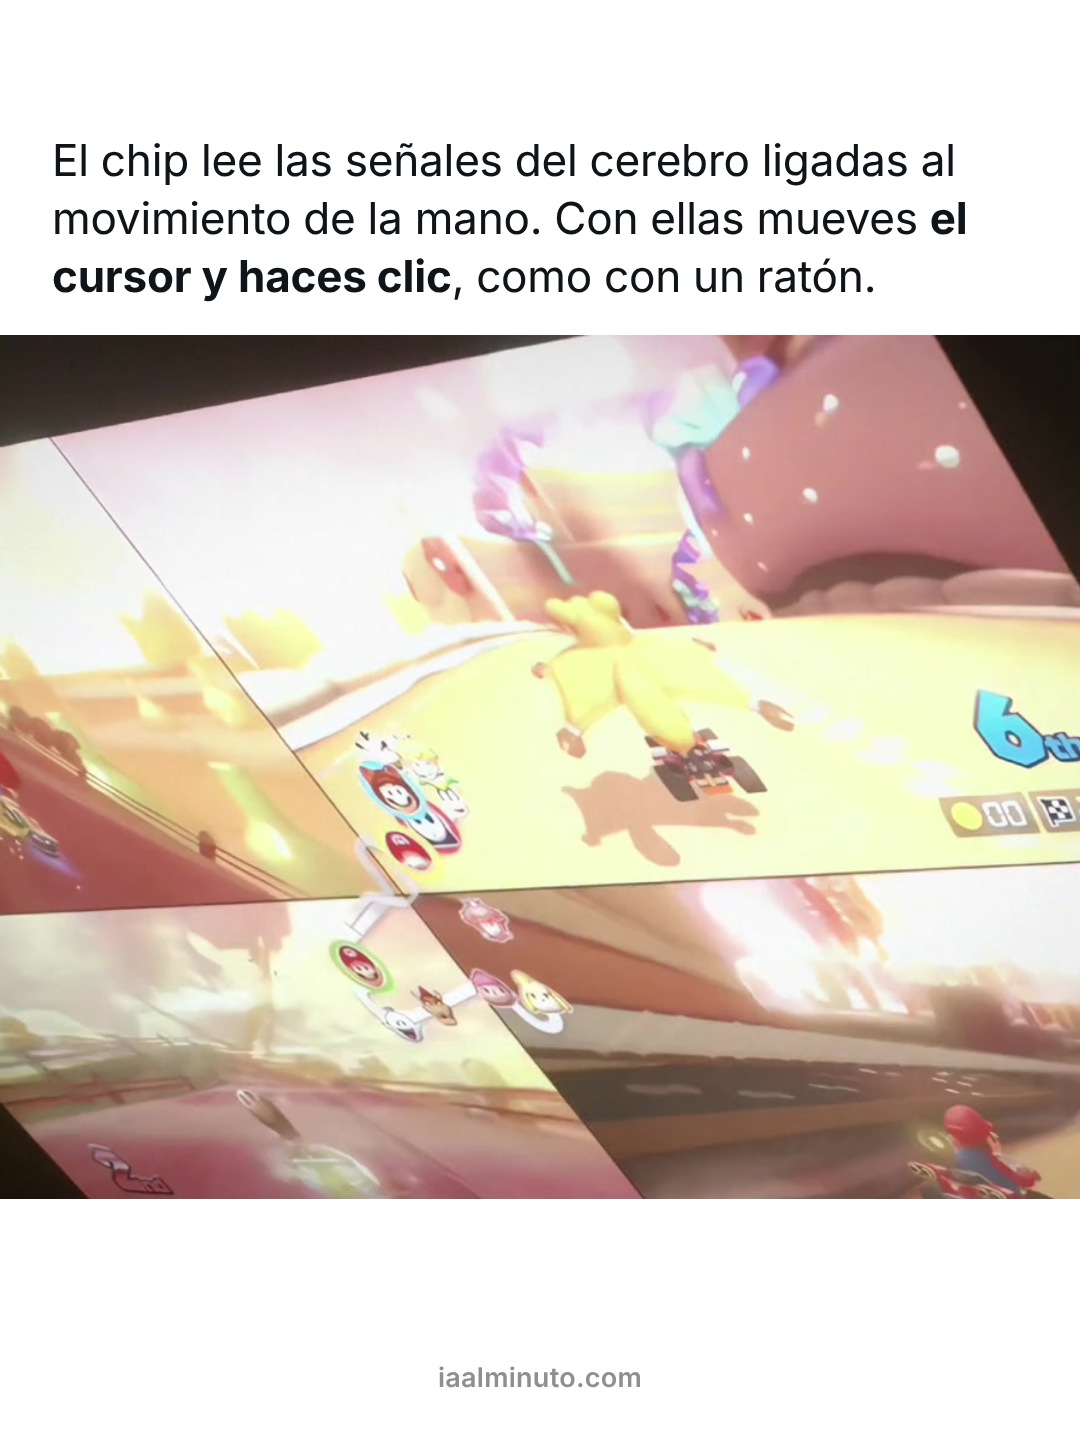 El chip lee las señales del cerebro ligadas al
movimiento de la mano. Con ellas mueves el
cursor y haces clic, como con un ratón.
6th
00
2nd
iaalminuto.com